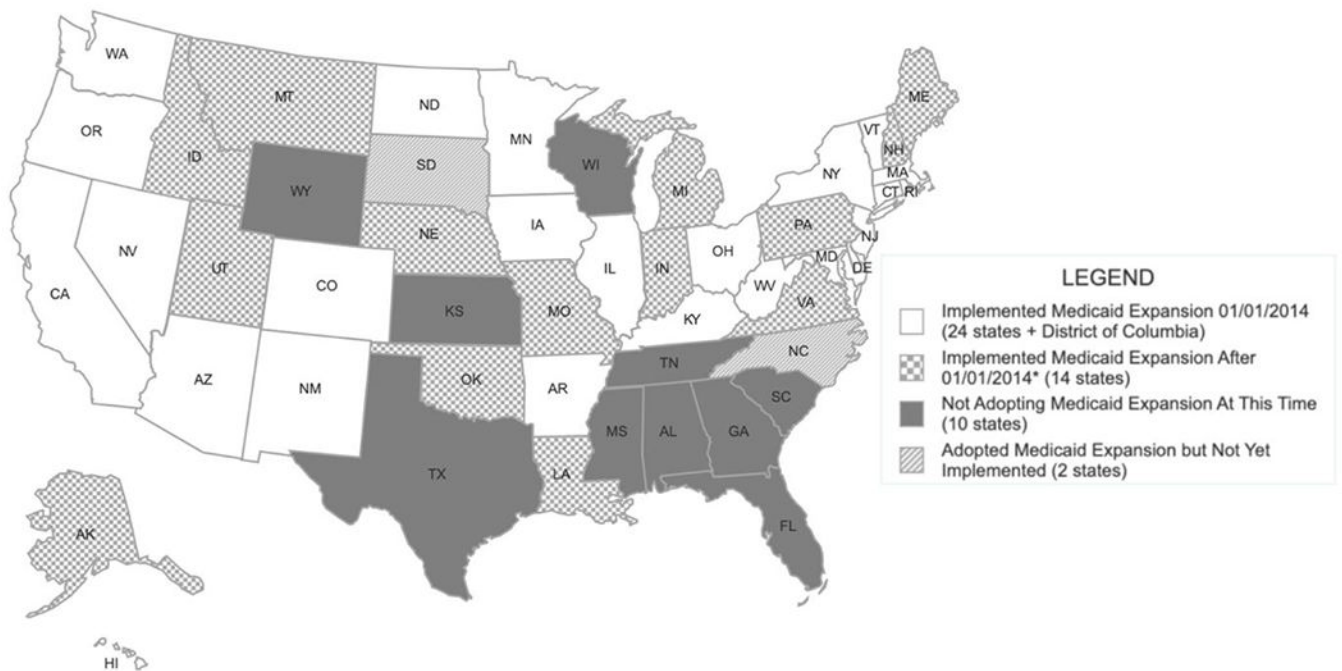 WA
MT
ND
OR
ID
MN
SD
WI
WY
MI
ME
VT
NH
NY
MA
CT RI
NV
UT
NE
IA
PA
NJ
CA
CO
IL
IN
OH
MD
DE
WV
VA
KS
MO
KY
AZ
NM
OK
AR
TN
NC
SC
MS
AL
GA
TX
LA
FL
AK
HI
LEGEND
Implemented Medicaid Expansion 01/01/2014
(24 states + District of Columbia)
Implemented Medicaid Expansion After
01/01/2014* (14 states)
Not Adopting Medicaid Expansion At This Time
(10 states)
Adopted Medicaid Expansion but Not Yet
Implemented (2 states)